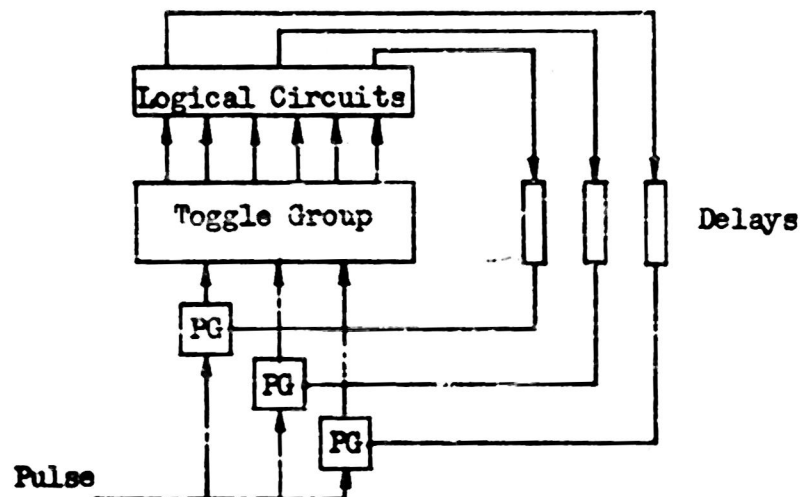 Logical Circuits
Toggle Group
Delays
PG
PG
PG
Pulse